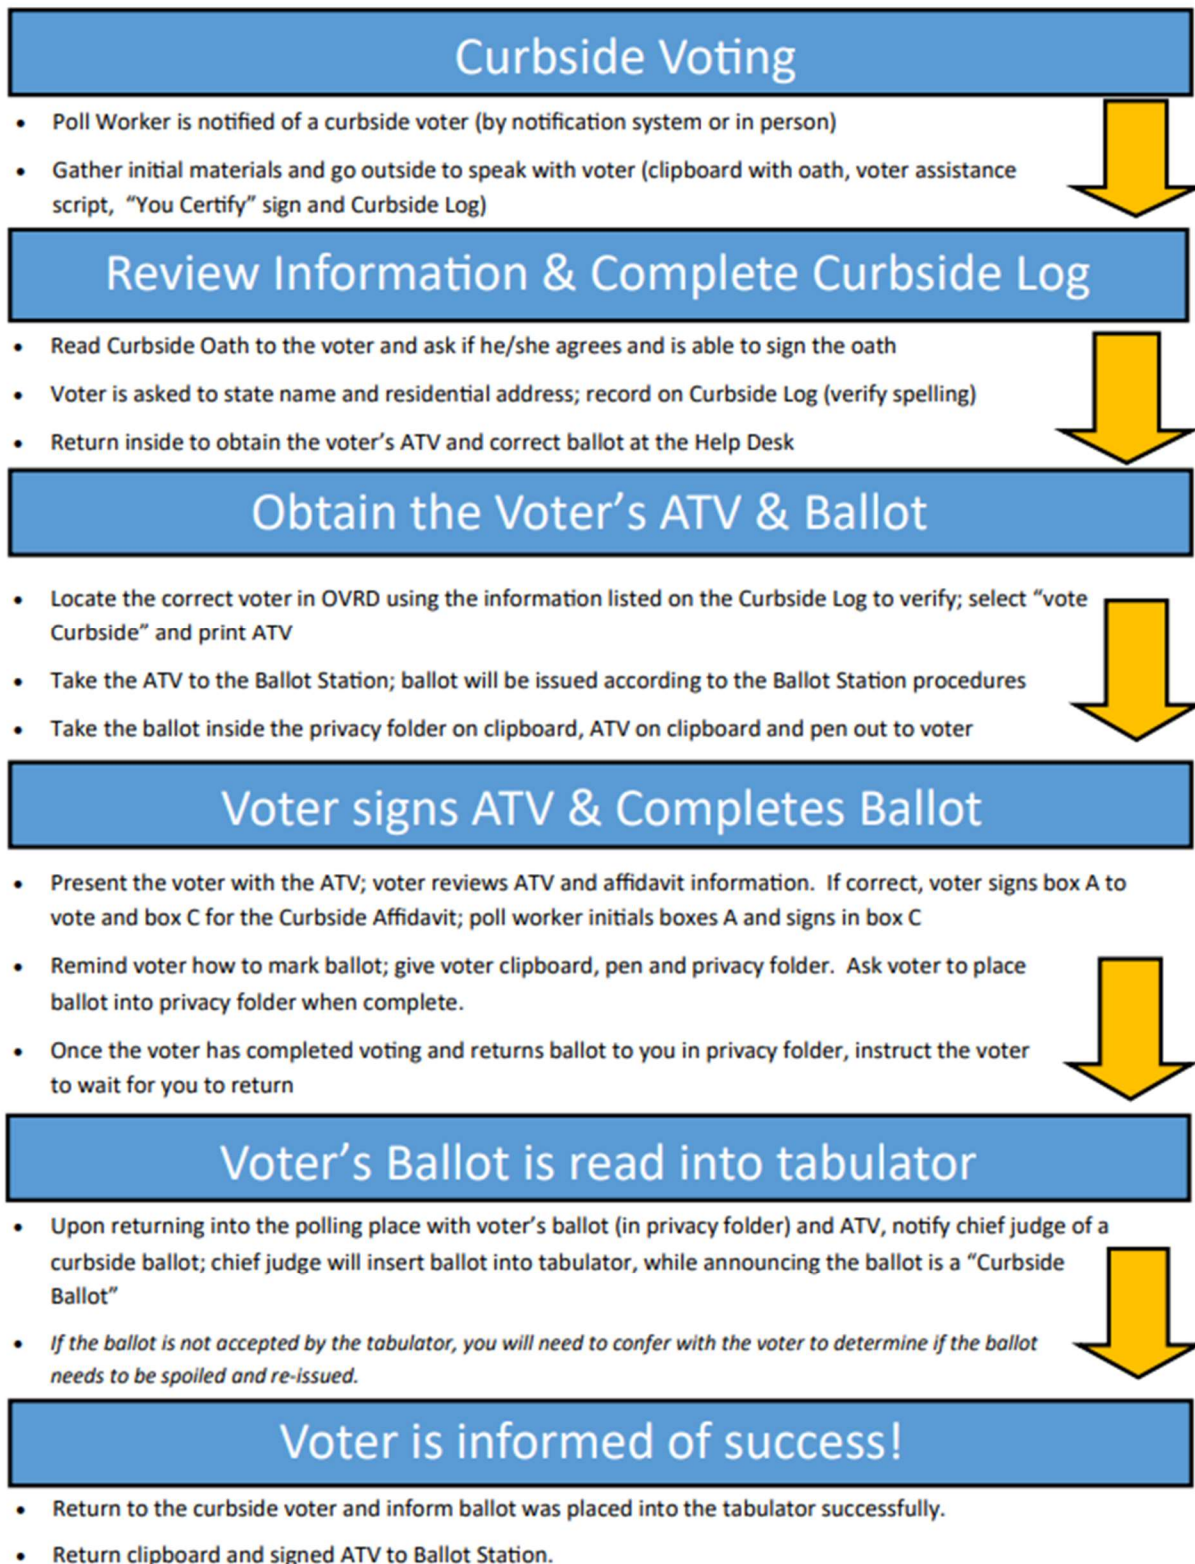 Curbside Voting
• Poll Worker is notified of a curbside voter (by notification system or in person)
• Gather initial materials and go outside to speak with voter (clipboard with oath, voter assistance
script,  “You Certify” sign and Curbside Log)
Review Information & Complete Curbside Log
• Read Curbside Oath to the voter and ask if he/she agrees and is able to sign the oath
• Voter is asked to state name and residential address; record on Curbside Log (verify spelling)
• Return inside to obtain the voter’s ATV and correct ballot at the Help Desk
Obtain the Voter’s ATV & Ballot
• Locate the correct voter in OVRD using the information listed on the Curbside Log to verify; select “vote
Curbside” and print ATV
• Take the ATV to the Ballot Station; ballot will be issued according to the Ballot Station procedures
• Take the ballot inside the privacy folder on clipboard, ATV on clipboard and pen out to voter
Voter signs ATV & Completes Ballot
• Present the voter with the ATV; voter reviews ATV and affidavit information.  If correct, voter signs box A to
vote and box C for the Curbside Affidavit; poll worker initials boxes A and signs in box C
• Remind voter how to mark ballot; give voter clipboard, pen and privacy folder.  Ask voter to place
ballot into privacy folder when complete.
• Once the voter has completed voting and returns ballot to you in privacy folder, instruct the voter
to wait for you to return
Voter’s Ballot is read into tabulator
• Upon returning into the polling place with voter’s ballot (in privacy folder) and ATV, notify chief judge of a
curbside ballot; chief judge will insert ballot into tabulator, while announcing the ballot is a “Curbside
Ballot”
• If the ballot is not accepted by the tabulator, you will need to confer with the voter to determine if the ballot
needs to be spoiled and re-issued.
Voter is informed of success!
• Return to the curbside voter and inform ballot was placed into the tabulator successfully.
• Return clipboard and signed ATV to Ballot Station.